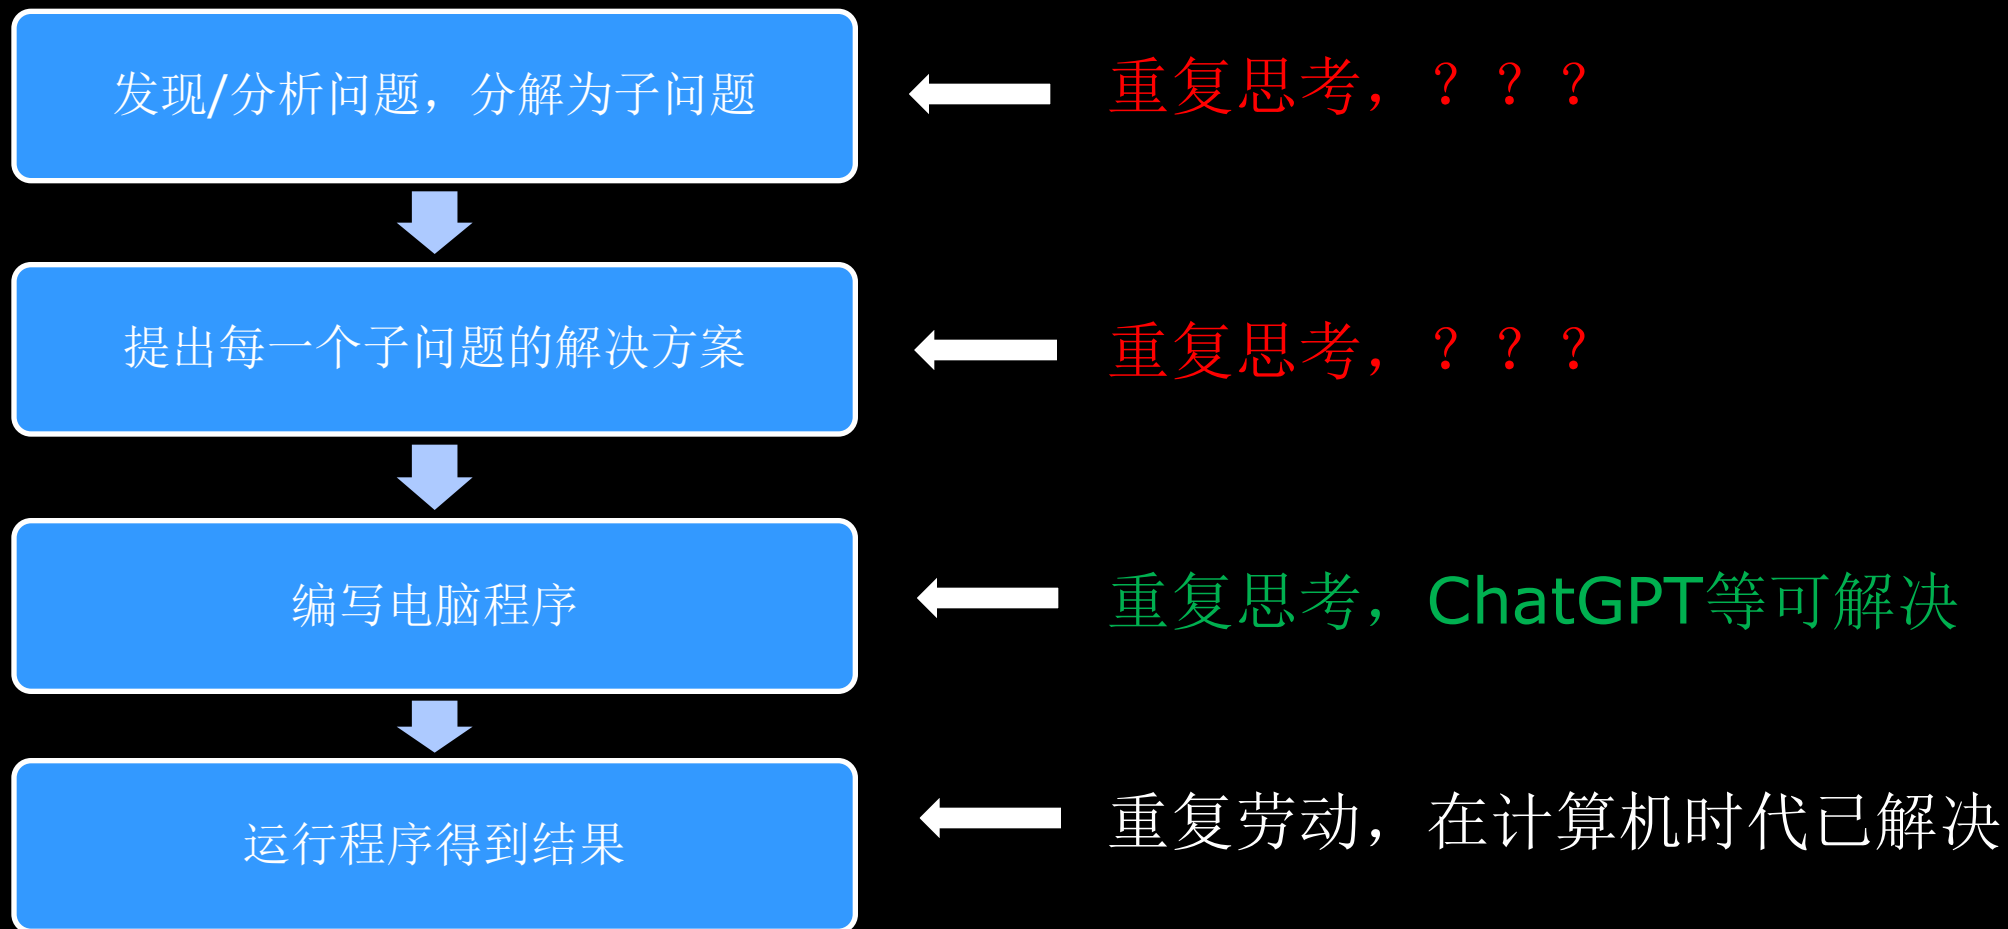 发现/分析问题，分解为子问题
重复思考，？？？
提出每一个子问题的解决方案
重复思考，？？？
编写电脑程序
重复思考，ChatGPT等可解决
运行程序得到结果
重复劳动，在计算机时代已解决